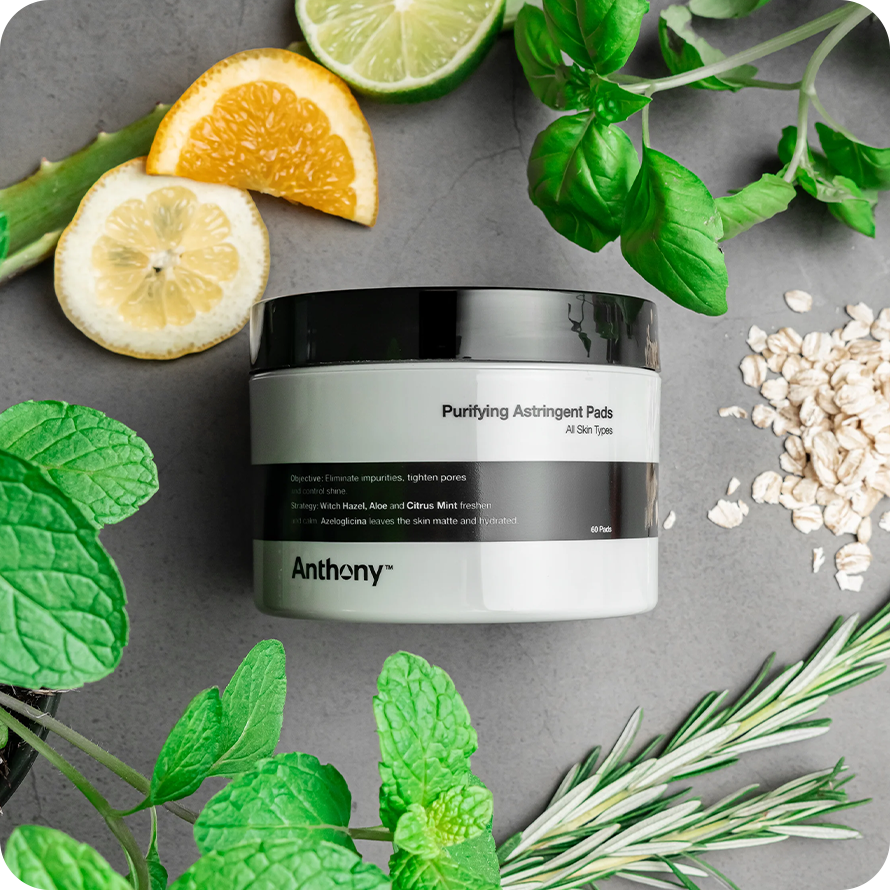 Purifying Astringent Pads
All Skin Types
Objective: Eliminate impurities, tighten pores
and control shine.
Strategy: Witch Hazel, Aloe and Citrus Mint freshen
and calm. Azeloglicina leaves the skin matte and hydrated.
60 Pads
Anthony™